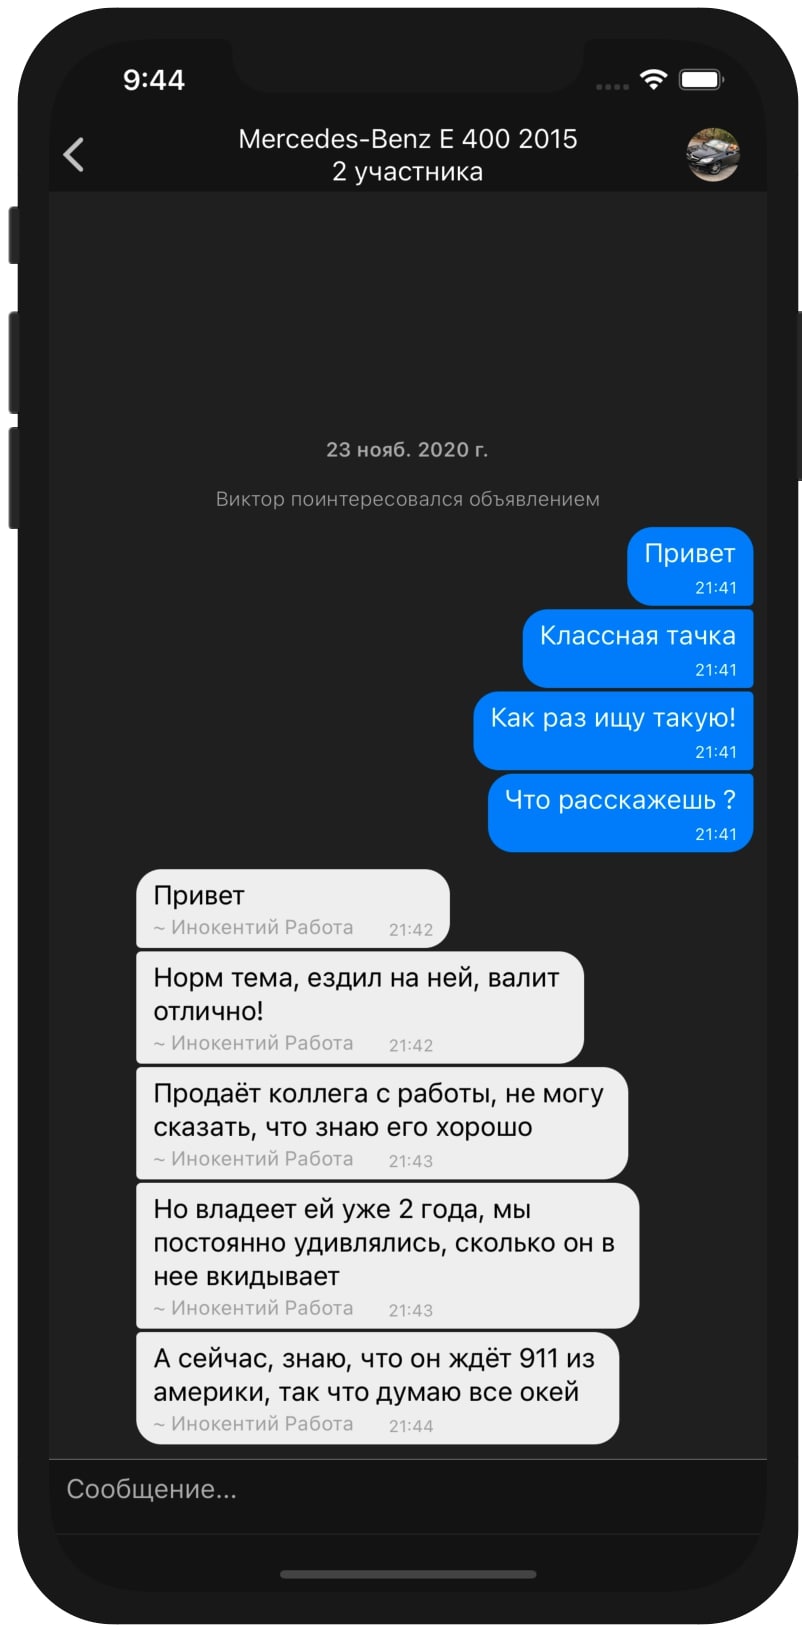 9:44
Mercedes-Benz E 400 2015
2 участника
23 нояб. 2020 г.
Виктор поинтересовался объявлением
Привет
21:41
Классная тачка
21:41
Как раз ищу такую!
21:41
Что расскажешь ?
21:41
Привет
~ Инокентий Работа 21:42
Норм тема, ездил на ней, валит
отлично!
~ Инокентий Работа 21:42
Продаёт коллега с работы, не могу
сказать, что знаю его хорошо
~ Инокентий Работа 21:43
Но владеет ей уже 2 года, мы
постоянно удивлялись, сколько он в
нее вкидывает
~ Инокентий Работа 21:43
А сейчас, знаю, что он ждёт 911 из
америки, так что думаю все окей
~ Инокентий Работа 21:44
Сообщение...